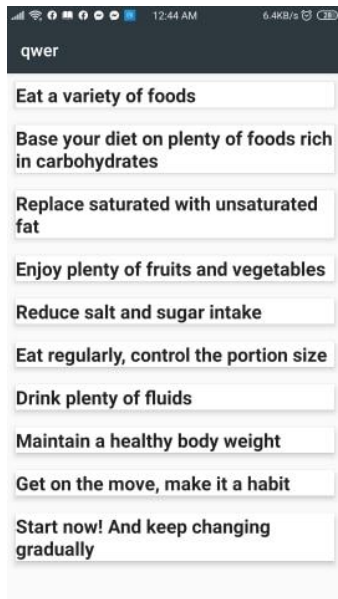 12:44 AM 6.4KB/s 28
qwer
Eat a variety of foods
Base your diet on plenty of foods rich
in carbohydrates
Replace saturated with unsaturated
fat
Enjoy plenty of fruits and vegetables
Reduce salt and sugar intake
Eat regularly, control the portion size
Drink plenty of fluids
Maintain a healthy body weight
Get on the move, make it a habit
Start now! And keep changing
gradually